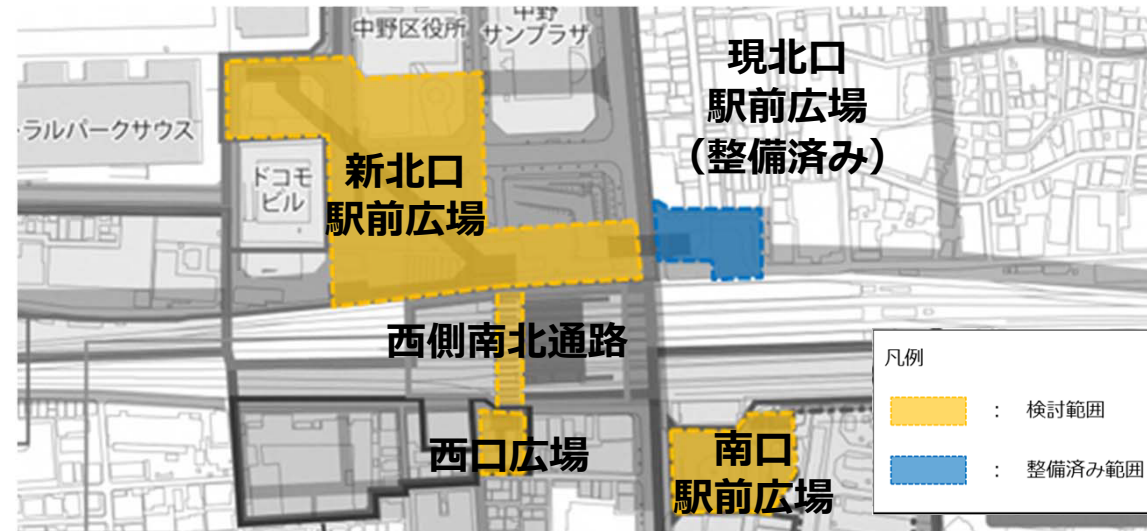 中野区役所
中野
サンプラザ
現北口
駅前広場
(整備済み)
トラルパークサウス
ドコモ
ビル
新北口
駅前広場
西側南北通路
西口広場
南口
駅前広場
凡例
: 検討範囲
: 整備済み範囲